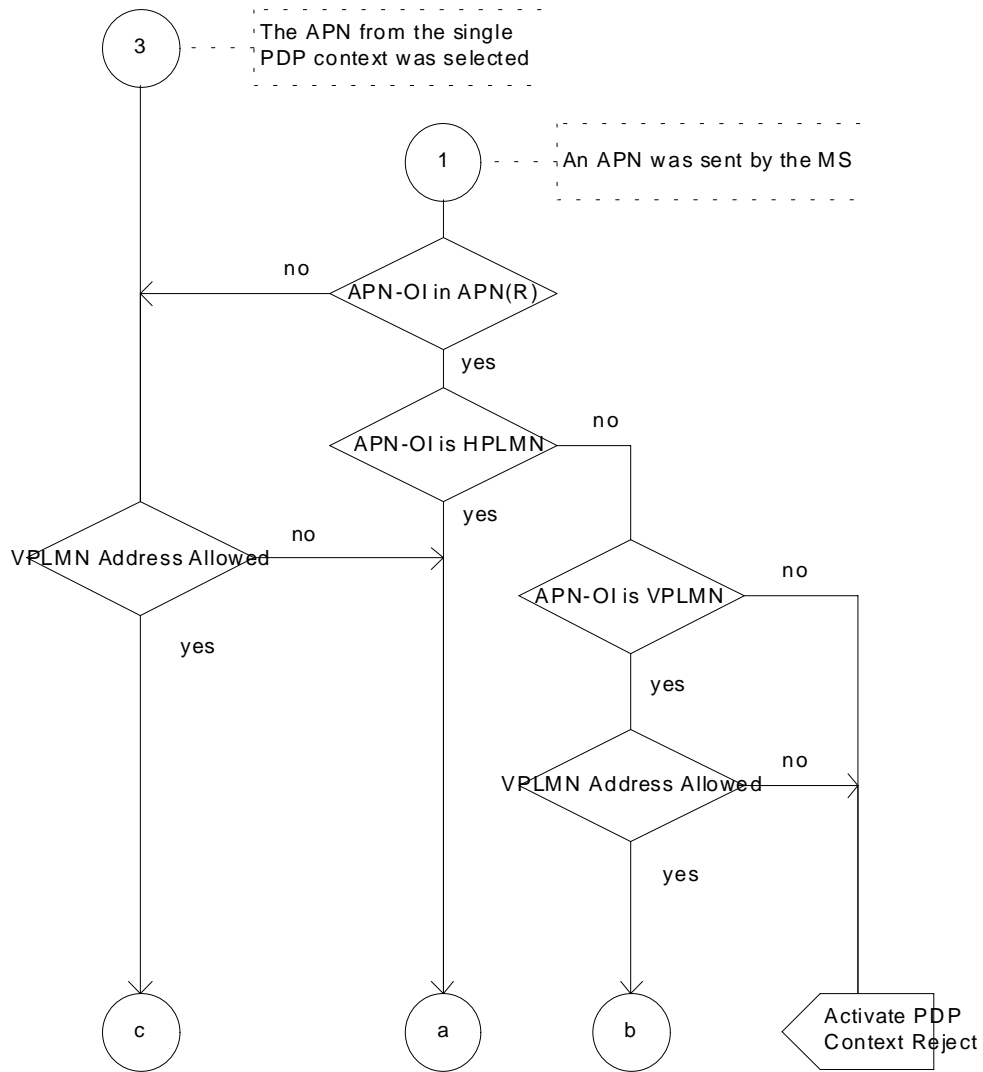 3
The APN from the single
PDP context was selected
1
An APN was sent by the MS
no
APN-OI in APN(R)
yes
no
APN-OI is HPLMN
yes
no
VPLMN Address Allowed
no
APN-OI is VPLMN
yes
yes
no
VPLMN Address Allowed
yes
c
a
b
Activate PDP
Context Reject